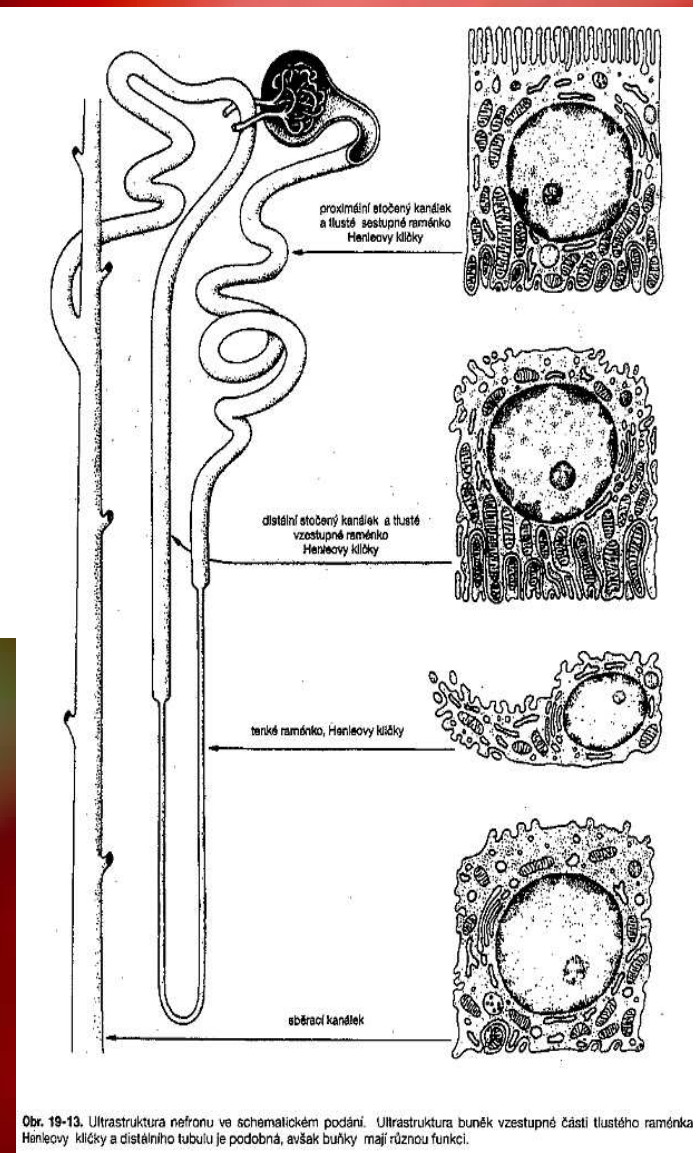 proximální stočený kanálek
a tlusté sestupné raménko
Henleovy kličky
distální stočený kanálek a tlusté
vzestupné raménko
Henleovy kličky
tenké raménko, Henleovy kličky
sběrací kanálek
Obr. 19-13. Ultrastruktura nefronu ve schematickém podání. Ultrastruktura buněk vzestupné části tlustého raménka
Henleovy kličky a distálního tubulu je podobná, avšak buňky mají různou funkci.